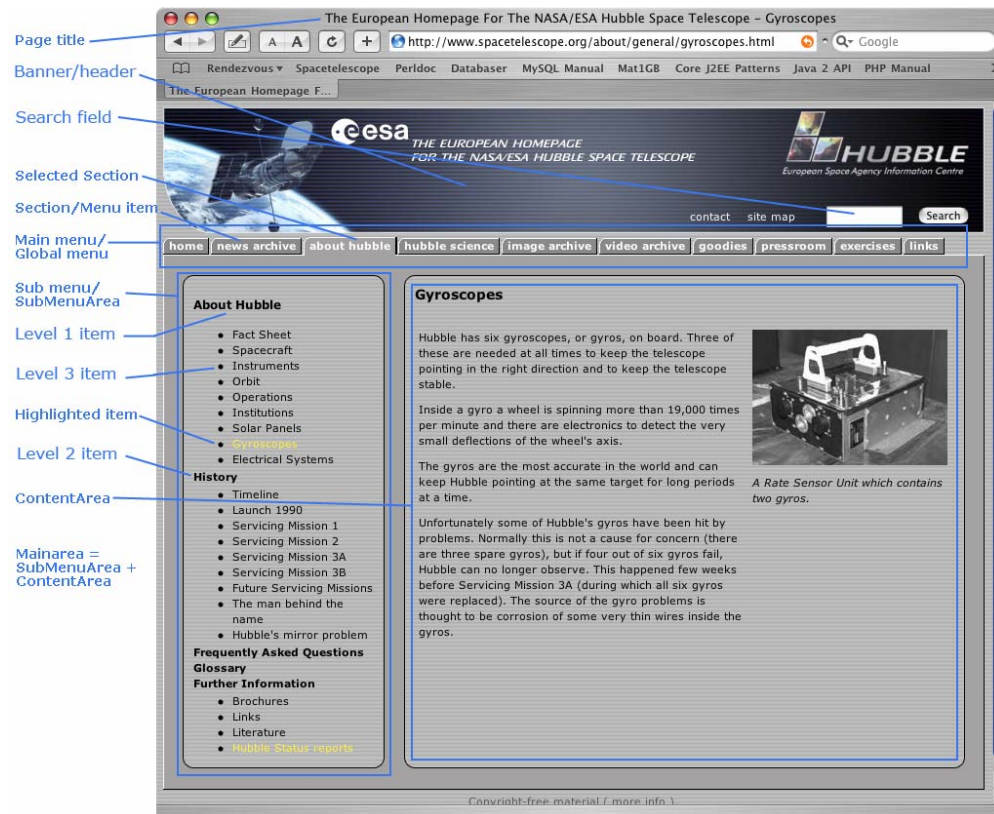 The European Homepage For The NASA/ESA Hubble Space Telescope – Gyroscopes
Page title
A A
http://www.spacetelescope.org/about/general/gyroscopes.html
Google
Banner/header
Rendezvous Spacetelescope Perldoc Databaser MySQL Manual Mat1GB Core J2EE Patterns Java 2 API PHP Manual
The European Homepage F...
Search field
esa
THE EUROPEAN HOMEPAGE
FOR THE NASA/ESA HUBBLE SPACE TELESCOPE
HUBBLE
European Space Agency Information Centre
Selected Section
Section/Menu item
contact site map Search
Main menu/
Global menu
home news archive about hubble hubble science image archive video archive goodies pressroom exercises links
Sub menu/
SubMenuArea
Level 1 item
Level 3 item
Highlighted item
Level 2 item
ContentArea
Mainarea =
SubMenuArea +
ContentArea
About Hubble
Fact Sheet
Spacecraft
Instruments
Orbit
Operations
Institutions
Solar Panels
Gyroscopes
Electrical Systems
History
Timeline
Launch 1990
Servicing Mission 1
Servicing Mission 2
Servicing Mission 3A
Servicing Mission 3B
Future Servicing Missions
The man behind the
name
Hubble's mirror problem
Frequently Asked Questions
Glossary
Further Information
Brochures
Links
Literature
Hubble Status reports
Gyroscopes
Hubble has six gyroscopes, or gyros, on board. Three of
these are needed at all times to keep the telescope
pointing in the right direction and to keep the telescope
stable.
Inside a gyro a wheel is spinning more than 19,000 times
per minute and there are electronics to detect the very
small deflections of the wheel's axis.
The gyros are the most accurate in the world and can
keep Hubble pointing at the same target for long periods
at a time.
Unfortunately some of Hubble's gyros have been hit by
problems. Normally this is not a cause for concern (there
are three spare gyros), but if four out of six gyros fail,
Hubble can no longer observe. This happened few weeks
before Servicing Mission 3A (during which all six gyros
were replaced). The source of the gyro problems is
thought to be corrosion of some very thin wires inside the
gyros.
A Rate Sensor Unit which contains
two gyros.
Copyright-free material ( more info ).